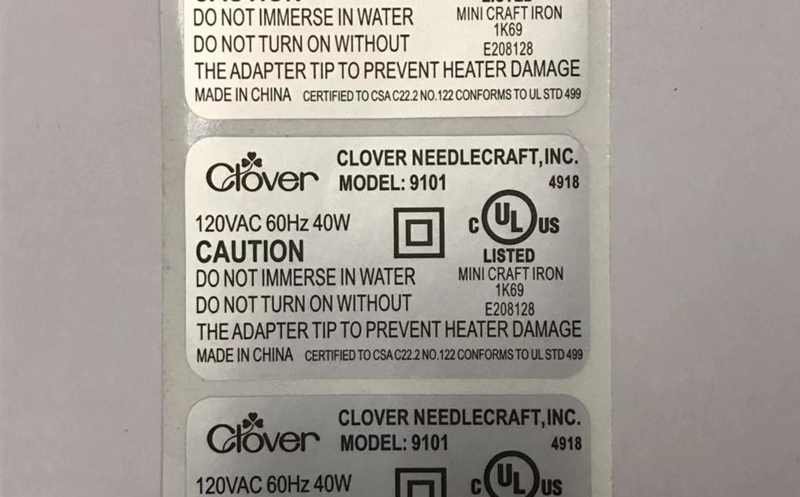 CAUTION
LISTED
DO NOT IMMERSE IN WATER
MINI CRAFT IRON
1K69
DO NOT TURN ON WITHOUT
E208128
THE ADAPTER TIP TO PREVENT HEATER DAMAGE
MADE IN CHINA CERTIFIED TO CSA C22.2 NO.122 CONFORMS TO UL STD 499
Clover
CLOVER NEEDLECRAFT,INC.
MODEL: 9101
4918
120VAC 60Hz 40W
C UL US
CAUTION
LISTED
DO NOT IMMERSE IN WATER
MINI CRAFT IRON
1K69
DO NOT TURN ON WITHOUT
E208128
THE ADAPTER TIP TO PREVENT HEATER DAMAGE
MADE IN CHINA CERTIFIED TO CSA C22.2 NO.122 CONFORMS TO UL STD 499
Clover
CLOVER NEEDLECRAFT,INC.
MODEL: 9101
4918
120VAC 60Hz 40W
C UL US